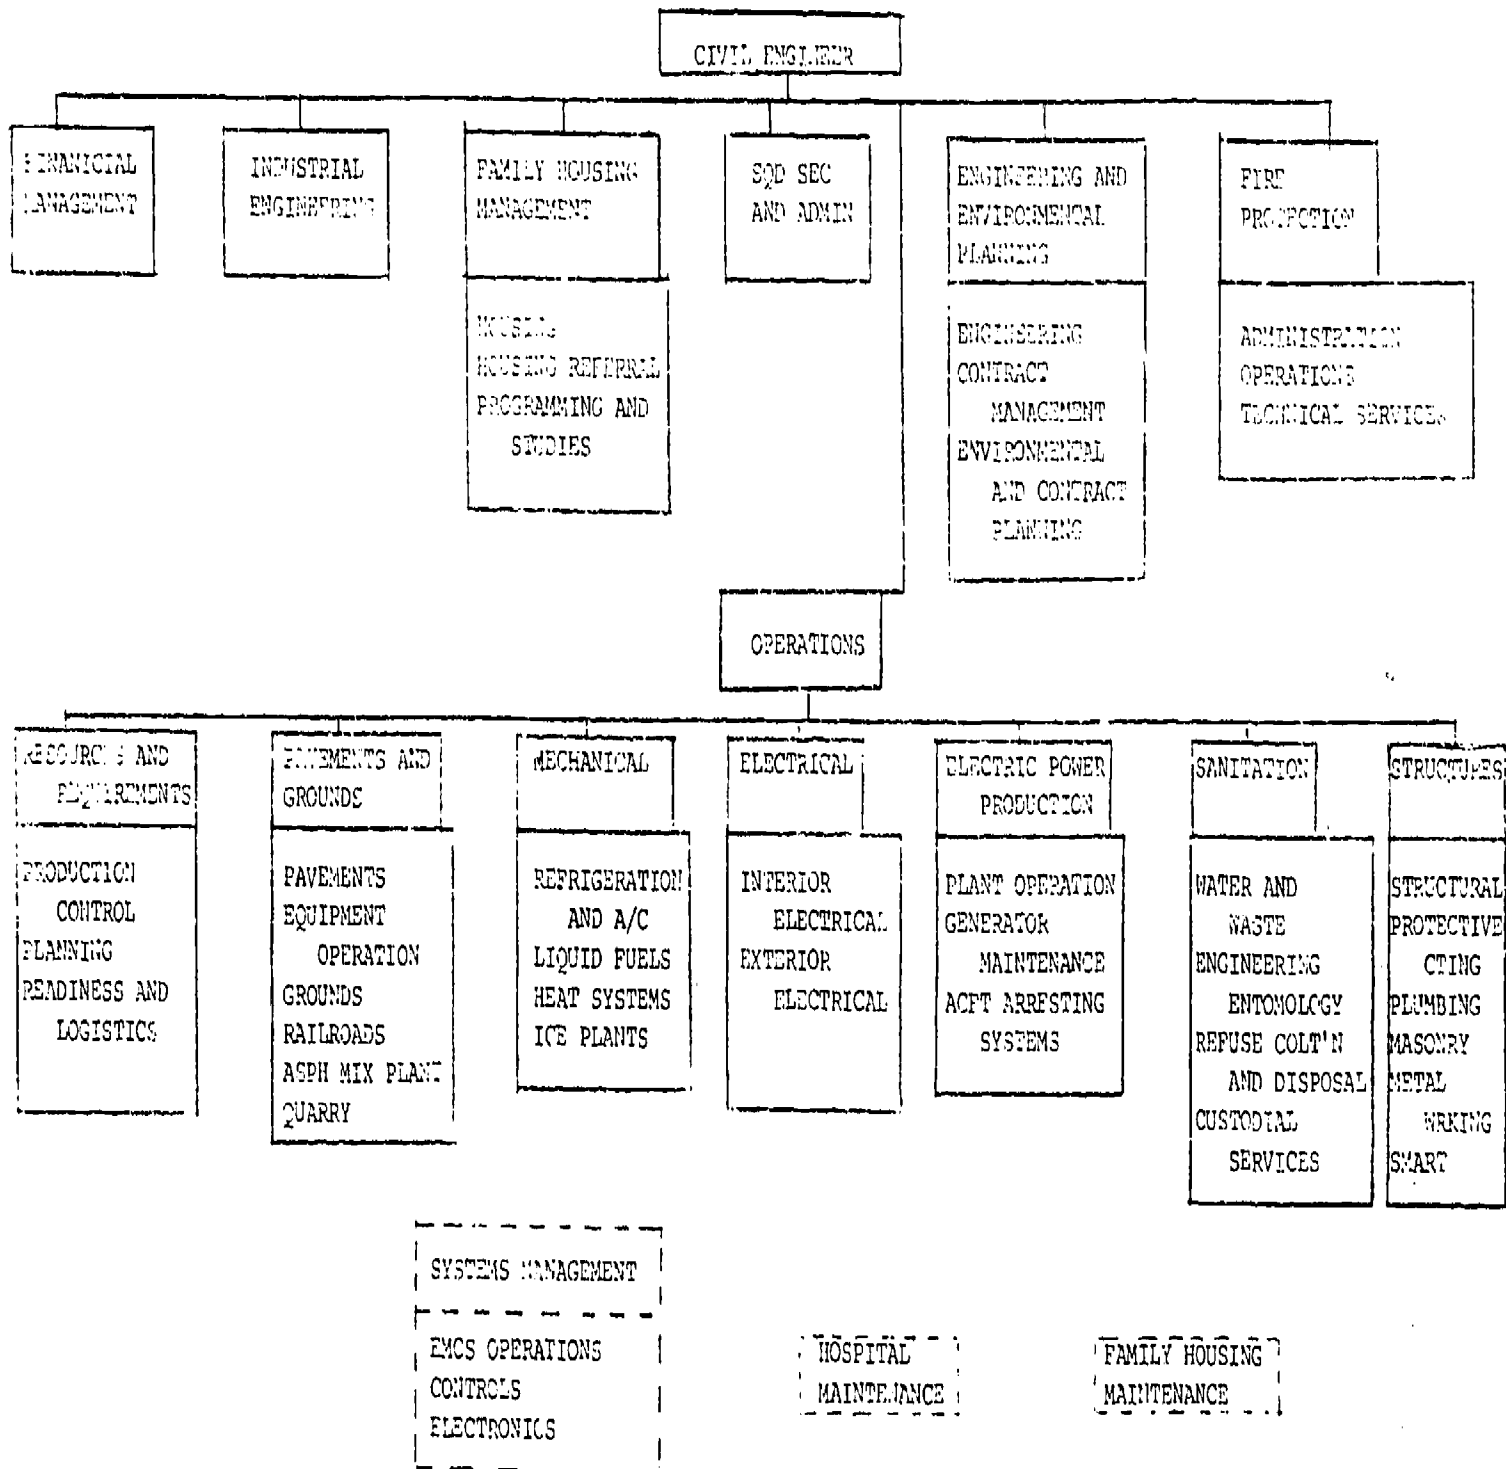 CIVIL ENGINEER
FINANICIAL
MANAGEMENT
INDUSTRIAL
ENGINEERING
FAMILY HOUSING
MANAGEMENT
HOUSING
HOUSING REFERRAL
PROGRAMMING AND
STUDIES
SQD SEC
AND ADMIN
ENGINEERING AND
ENVIRONMENTAL
PLANNING
ENGINEERING
CONTRACT
MANAGEMENT
ENVIRONMENTAL
AND CONTRACT
PLANNING
FIRE
PROTECTION
ADMINISTRATION
OPERATIONS
TECHNICAL SERVICES
OPERATIONS
RESOURCES AND
REQUIREMENTS
PRODUCTION
CONTROL
PLANNING
READINESS AND
LOGISTICS
PAVEMENTS AND
GROUNDS
PAVEMENTS
EQUIPMENT
OPERATION
GROUNDS
RAILROADS
ASPH MIX PLANT
QUARRY
MECHANICAL
REFRIGERATION
AND A/C
LIQUID FUELS
HEAT SYSTEMS
ICE PLANTS
ELECTRICAL
INTERIOR
ELECTRICAL
EXTERIOR
ELECTRICAL
ELECTRIC POWER
PRODUCTION
PLANT OPERATION
GENERATOR
MAINTENANCE
ACFT ARRESTING
SYSTEMS
SANITATION
WATER AND
WASTE
ENGINEERING
ENTOMOLOGY
REFUSE COLT'N
AND DISPOSAL
CUSTODIAL
SERVICES
STRUCTURES
STRUCTURAL
PROTECTIVE
CTING
PLUMBING
MASONRY
METAL
WRKING
SMART
SYSTEMS MANAGEMENT
EMCS OPERATIONS
CONTROLS
ELECTRONICS
HOSPITAL
MAINTENANCE
FAMILY HOUSING
MAINTENANCE